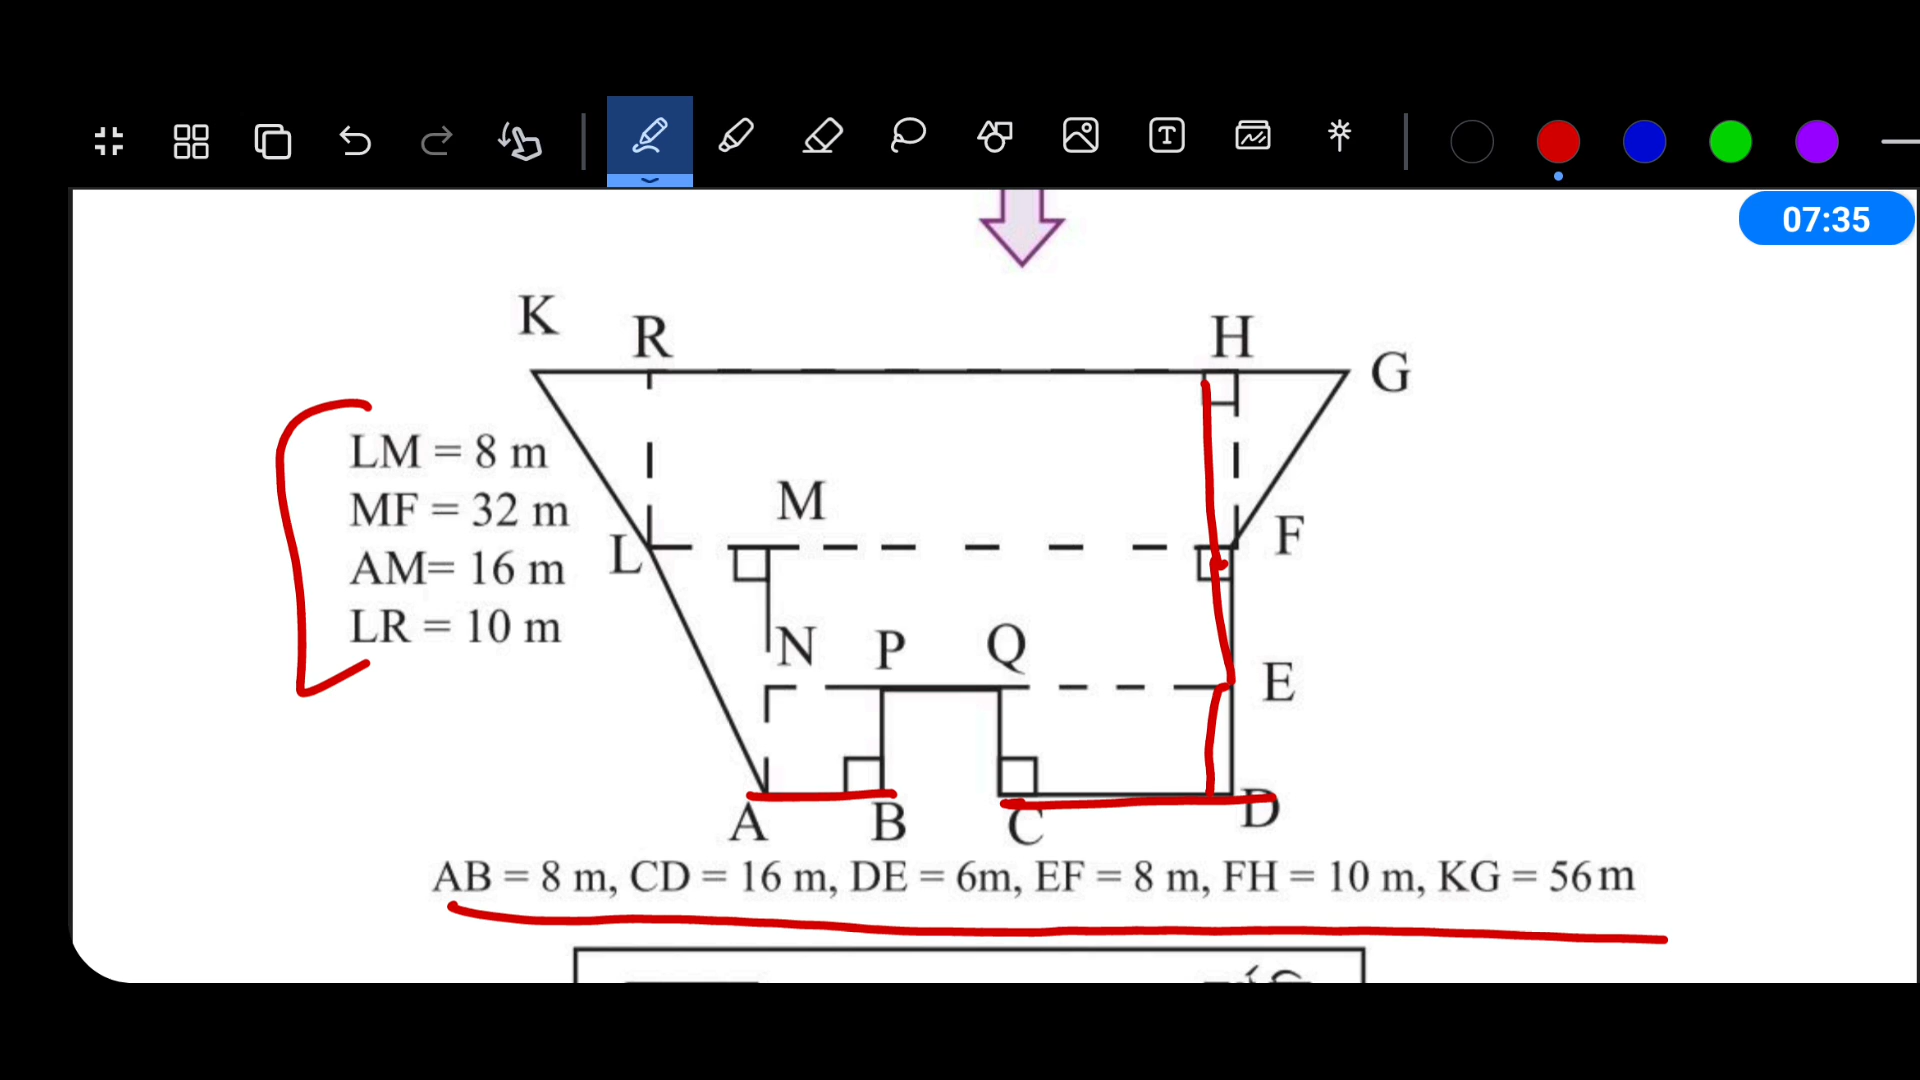 07:35
K
R
H
G
LM = 8 m
MF = 32 m
AM= 16 m
LR = 10 m
M
L
F
N
P
Q
E
A
B
C
D
AB = 8 m, CD = 16 m, DE = 6m, EF = 8 m, FH = 10 m, KG = 56 m